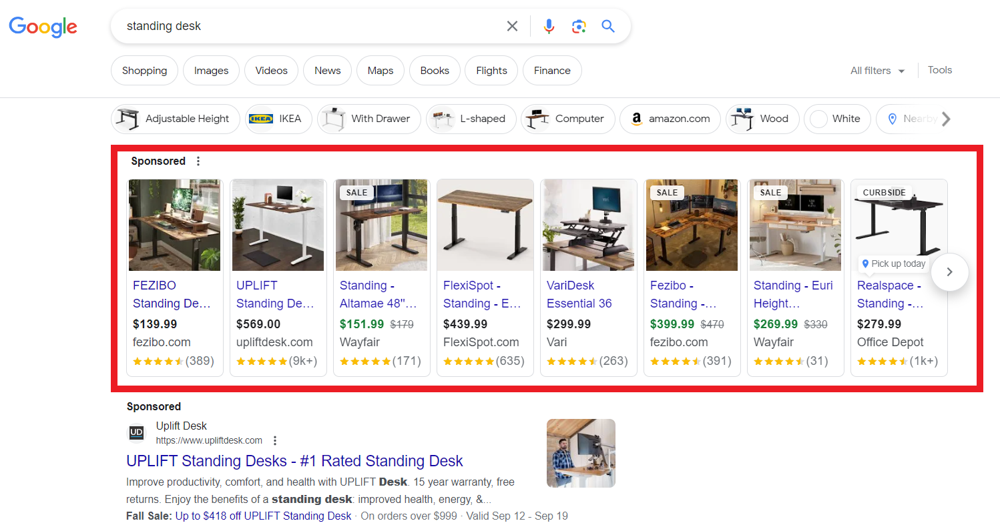 Google
standing desk
Shopping Images Videos News Maps Books Flights Finance All filters Tools
Adjustable Height IKEA IKEA With Drawer L-shaped Computer a amazon.com Wood White Nearby
Sponsored
SALE SALE SALE CURBSIDE
Pick up today
FEZIBO UPLIFT Standing - FlexiSpot - VariDesk Fezibo - Standing - Euri Realspace -
Standing De... Standing De... Altamae 48"... Standing - E... Essential 36 Standing -... Height... Standing -...
$139.99 $569.00 $151.99 $179 $439.99 $299.99 $399.99 $470 $269.99 $330 $279.99
fezibo.com upliftdesk.com Wayfair FlexiSpot.com Vari fezibo.com Wayfair Office Depot
(389) (9k+) (171) (635) (263) (391) (31) (1k+)
Sponsored
UD Uplift Desk
https://www.upliftdesk.com
UPLIFT Standing Desks - #1 Rated Standing Desk
Improve productivity, comfort, and health with UPLIFT Desk. 15 year warranty, free
returns. Enjoy the benefits of a standing desk: improved health, energy, &...
Fall Sale: Up to $418 off UPLIFT Standing Desk · On orders over $999 · Valid Sep 12 - Sep 19